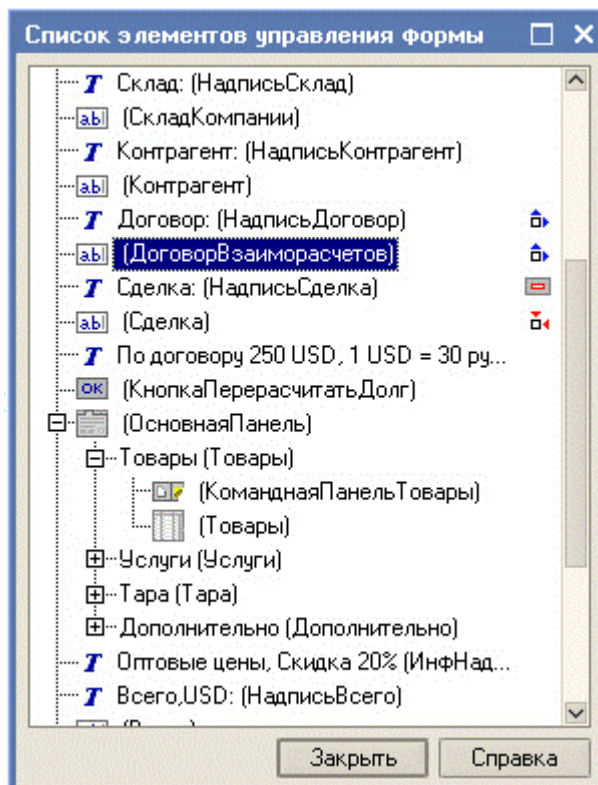 Список элементов управления формы
Склад: (НадписьСклад)
(СкладКомпании)
Контрагент: (НадписьКонтрагент)
(Контрагент)
Договор: (НадписьДоговор)
(ДоговорВзаиморасчетов)
Сделка: (НадписьСделка)
(Сделка)
По договору 250 USD, 1 USD = 30 ру...
(КнопкаПерерасчитатьДолг)
(ОсновнаяПанель)
Товары (Товары)
(КоманднаяПанельТовары)
(Товары)
Услуги (Услуги)
Тара (Тара)
Дополнительно (Дополнительно)
Оптовые цены, Скидка 20% (ИнфНад...
Всего,USD: (НадписьВсего)
Закрыть
Справка